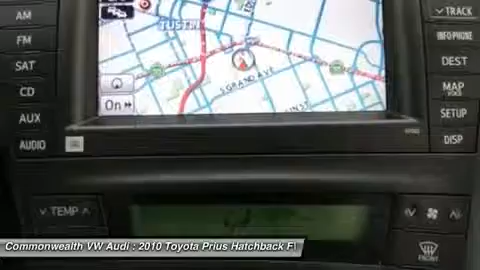 AM
FM
SAT
CD
AUX
AUDIO
TUSTIN
S GRAND AVE
On
TRACK
INFO/PHONE
DEST
MAP
VOICE
SETUP
DISP
TEMP
FRONT
Commonwealth VW Audi : 2010 Toyota Prius Hatchback F